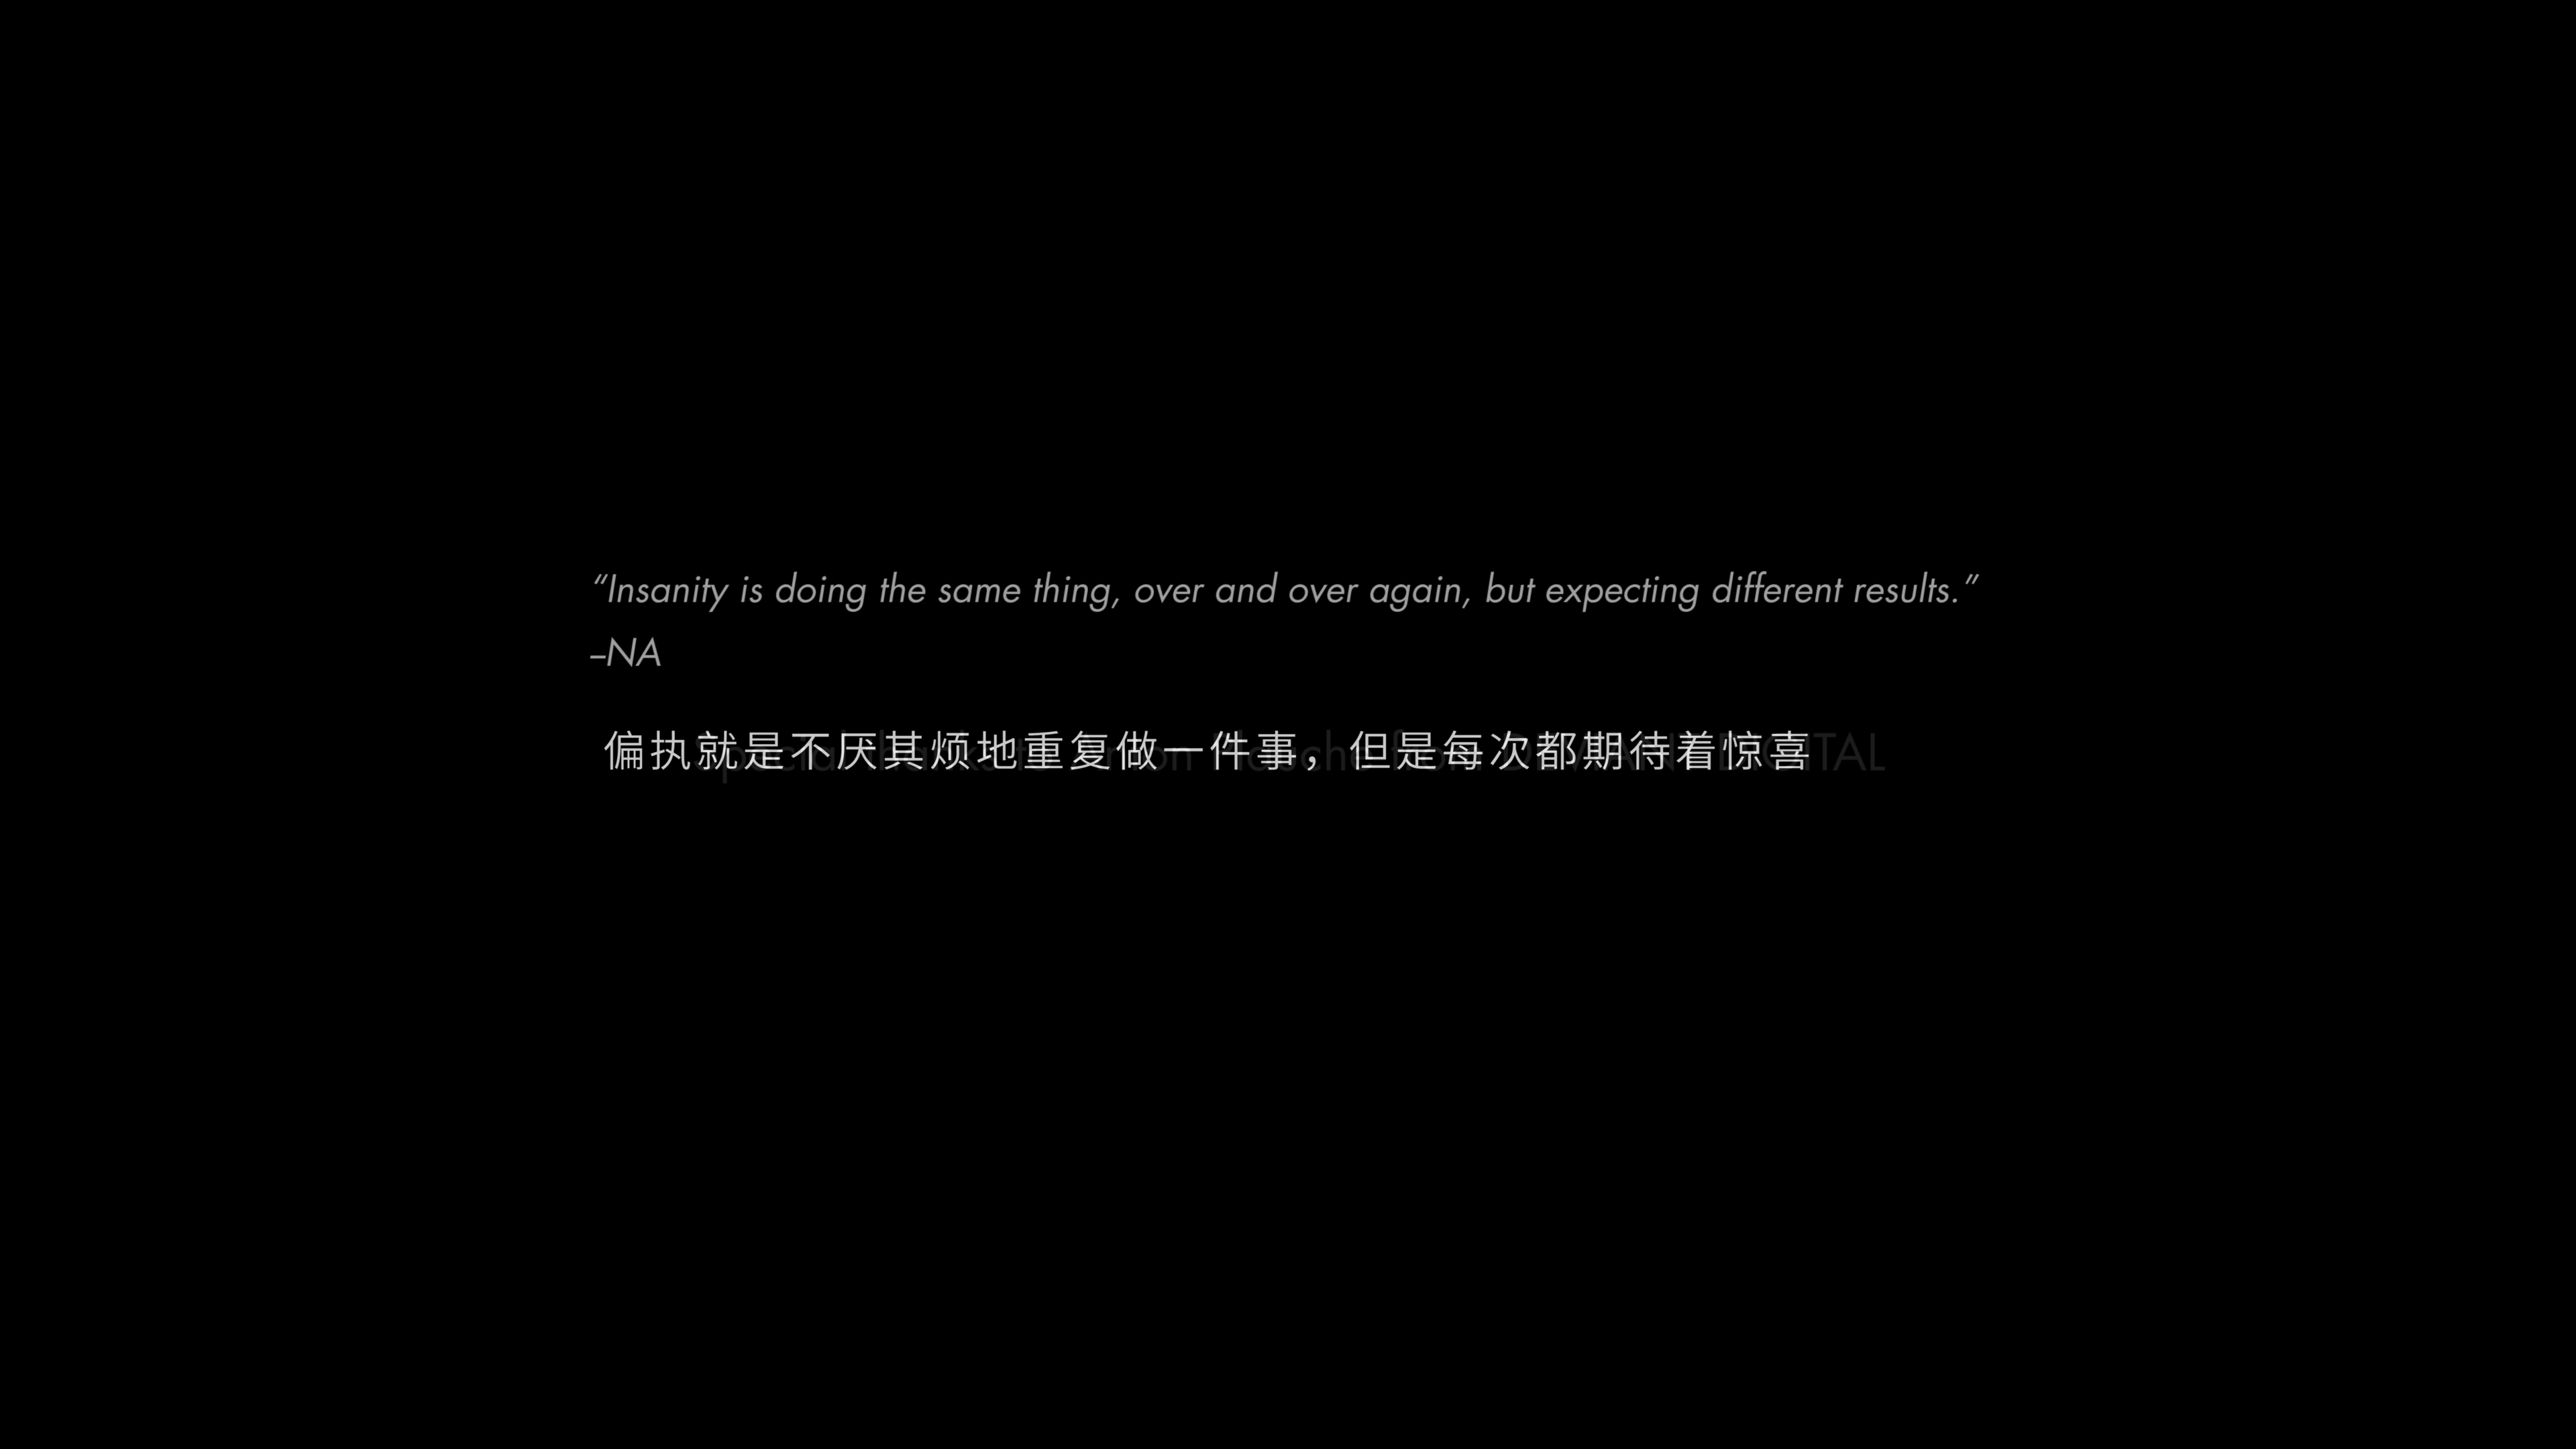 “Insanity is doing the same thing, over and over again, but expecting different results.”
–NA
偏执就是不厌其烦地重复做一件事，但是每次都期待着惊喜